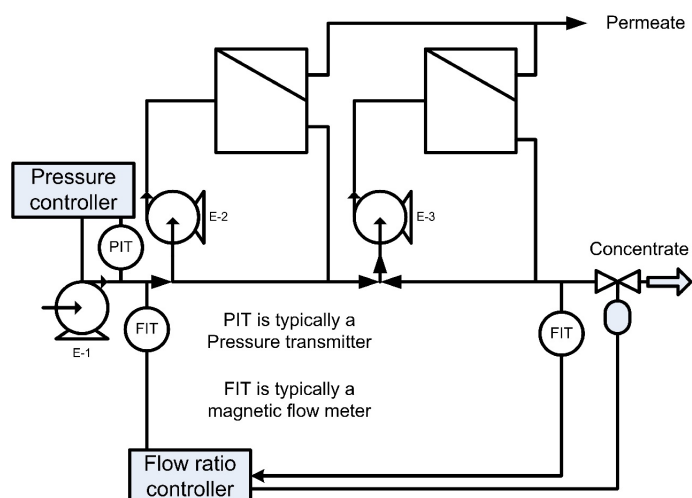 Permeate
Pressure
controller
E-2
E-3
PIT
Concentrate
E-1
FIT
PIT is typically a
Pressure transmitter
FIT
FIT is typically a
magnetic flow meter
Flow ratio
controller